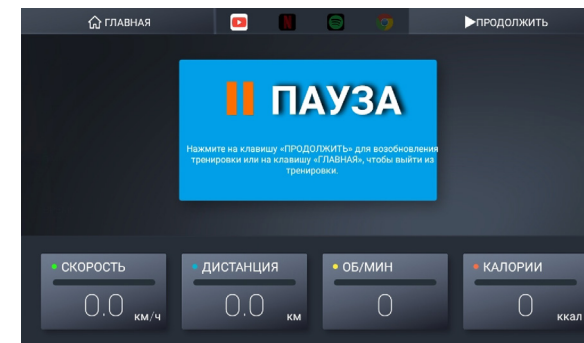 ГЛАВНАЯ
ПРОДОЛЖИТЬ
ПАУЗА
Нажмите на клавишу «ПРОДОЛЖИТЬ» для возобновления
тренировки или на клавишу «ГЛАВНАЯ», чтобы выйти из
тренировки.
СКОРОСТЬ
0.0 км/ч
ДИСТАНЦИЯ
0.0 км
ОБ/МИН
0
КАЛОРИИ
0 ккал